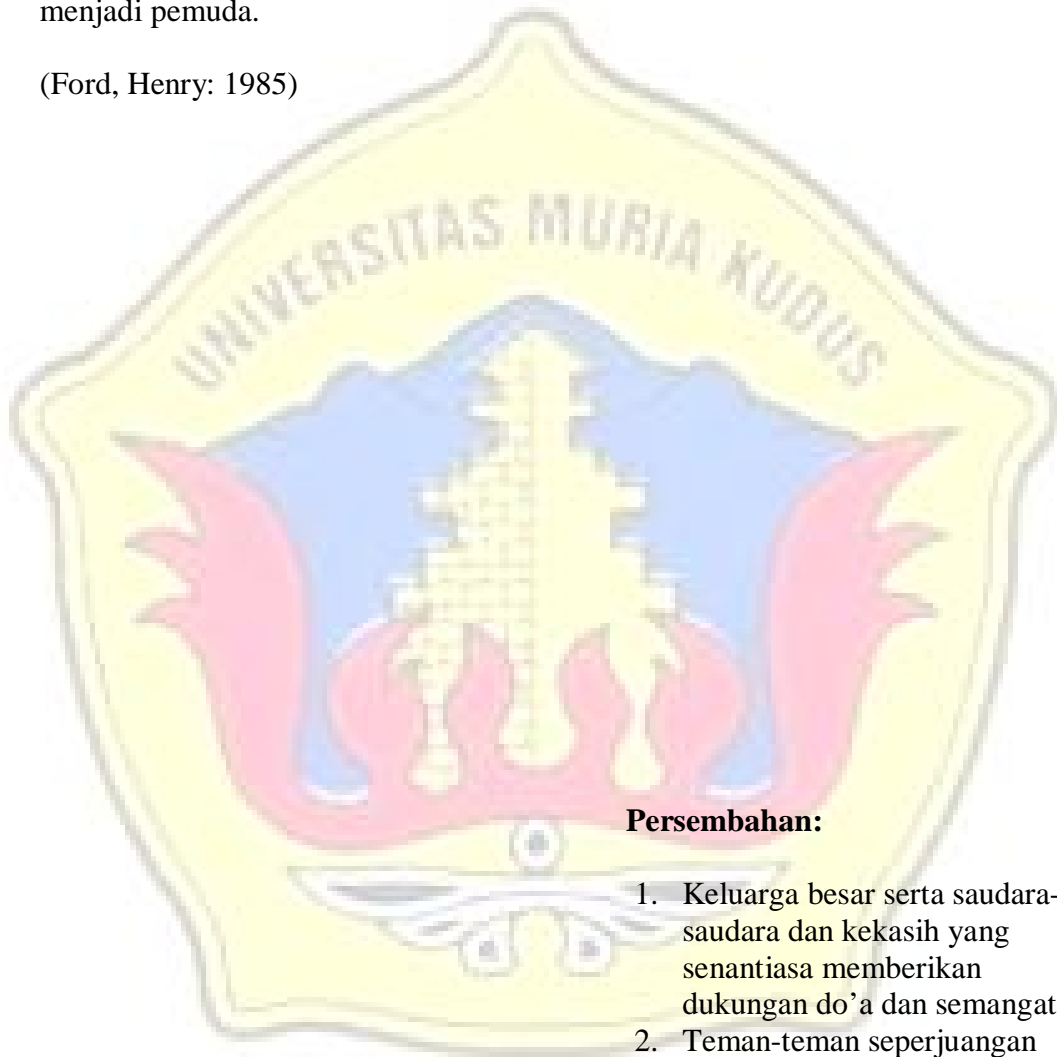 menjadi pemuda.
(Ford, Henry: 1985)
UNIVERSITAS MURIA KUDUS
Persembahan:
1. Keluarga besar serta saudara-
saudara dan kekasih yang
senantiasa memberikan
dukungan do’a dan semangat
2. Teman-teman seperjuangan